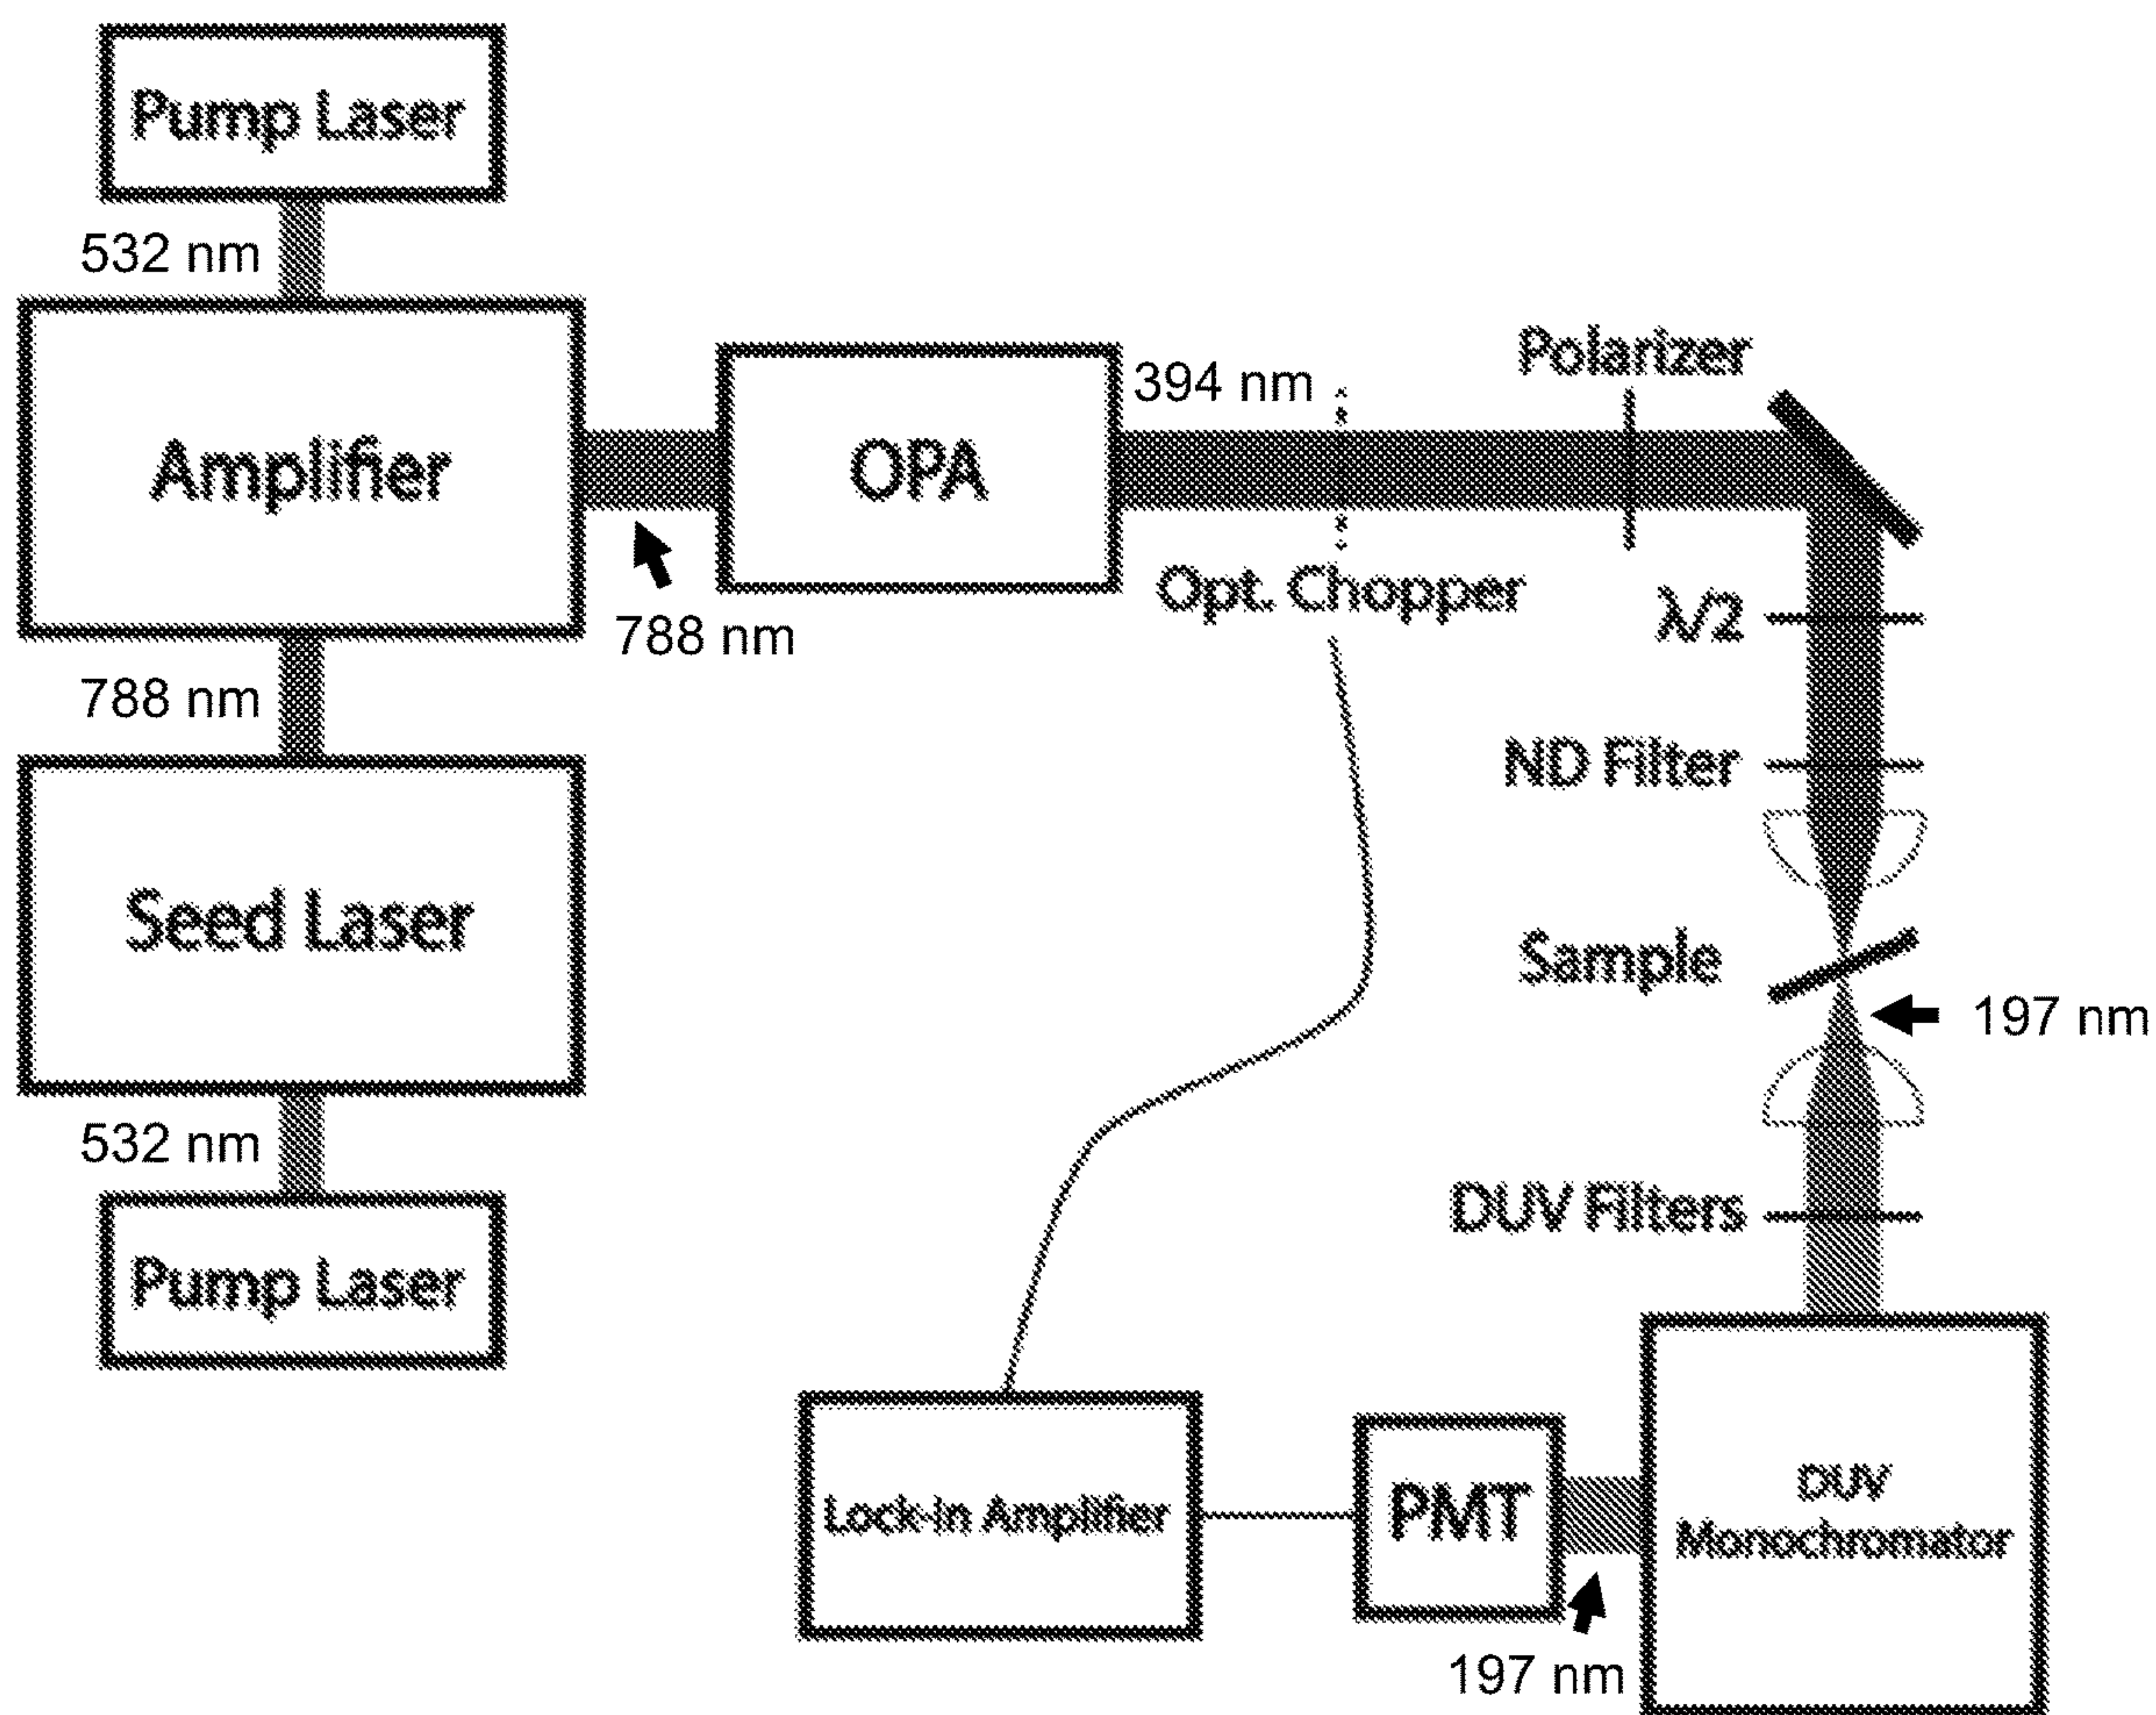 Pump Laser
532 nm
Amplifier
788 nm
OPA
394 nm
Opt. Chopper
Polarizer
λ/2
788 nm
ND Filter
Seed Laser
Sample
197 nm
532 nm
DUV Filters
Pump Laser
Lock-in Amplifier
PMT
DUV
Monochromator
197 nm